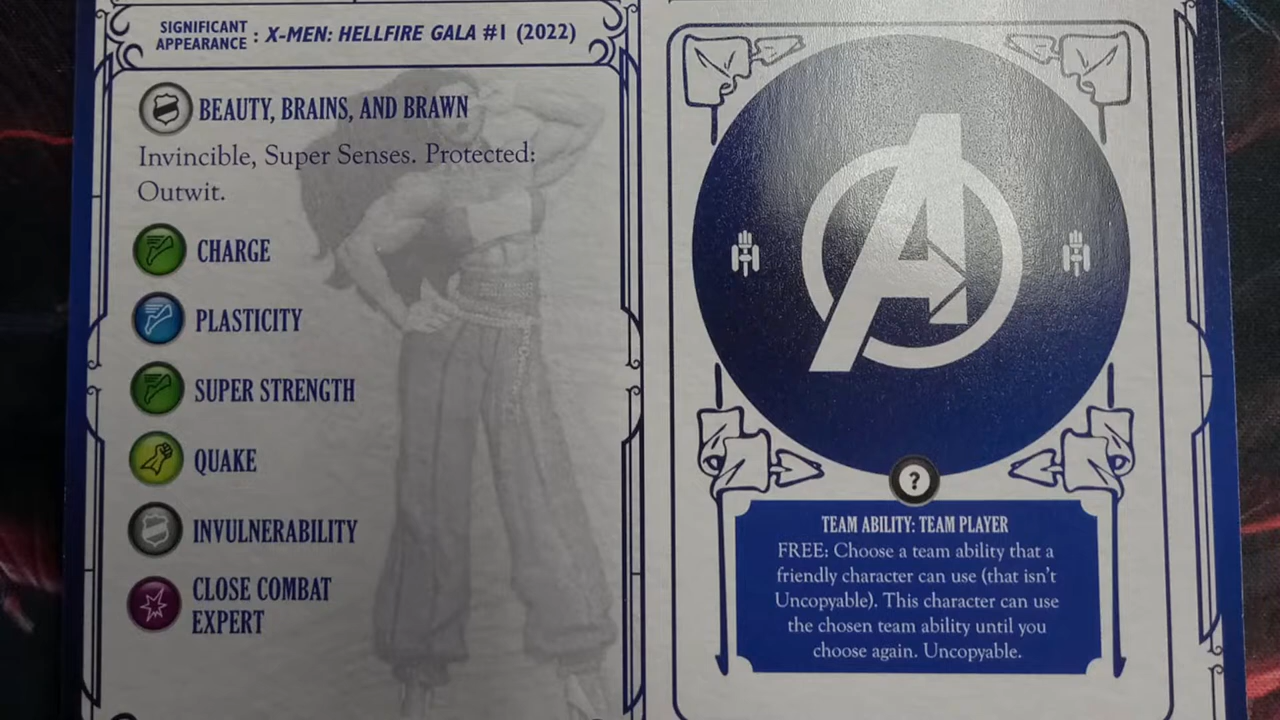 SIGNIFICANT APPEARANCE : X-MEN: HELLFIRE GALA #1 (2022)
BEAUTY, BRAINS, AND BRAWN
Invincible, Super Senses. Protected:
Outwit.
CHARGE
PLASTICITY
SUPER STRENGTH
QUAKE
INVULNERABILITY
CLOSE COMBAT
EXPERT
?
TEAM ABILITY: TEAM PLAYER
FREE: Choose a team ability that a
friendly character can use (that isn't
Uncopyable). This character can use
the chosen team ability until you
choose again. Uncopyable.